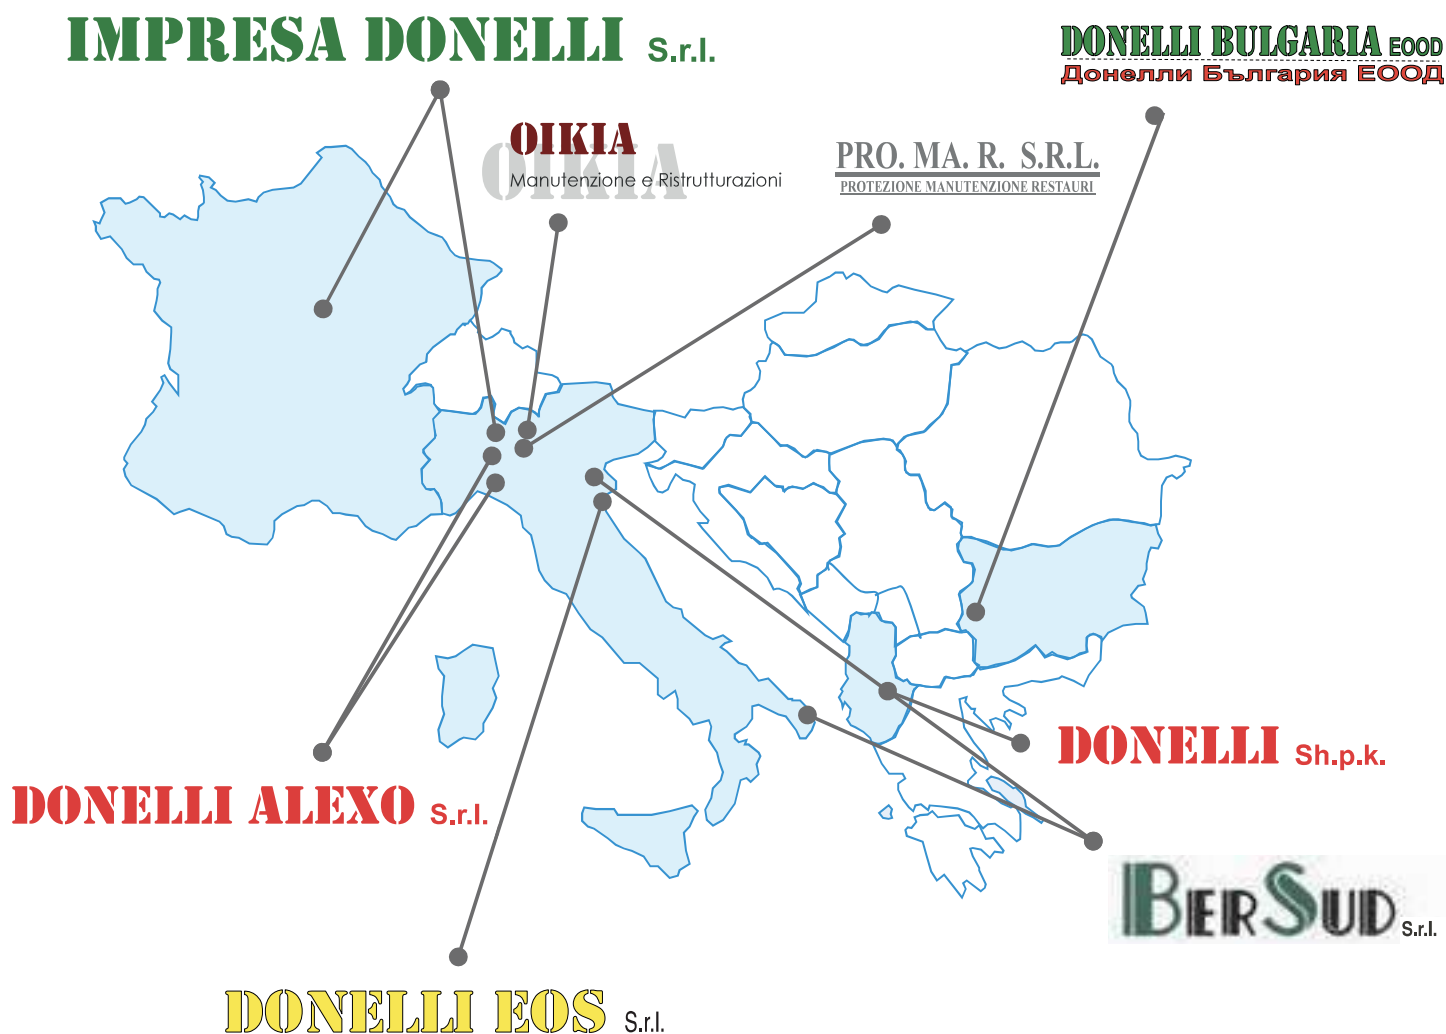 IMPRESA DONELLI S.r.l.
DONELLI BULGARIA EOOD
Донелли България ЕООД
OIKIA
OIKIA
Manutenzione e Ristrutturazioni
PRO. MA. R. S.R.L.
PROTEZIONE MANUTENZIONE RESTAURI
DONELLI Sh.p.k.
DONELLI ALEXO S.r.l.
BERSUD S.r.l.
DONELLI EOS S.r.l.